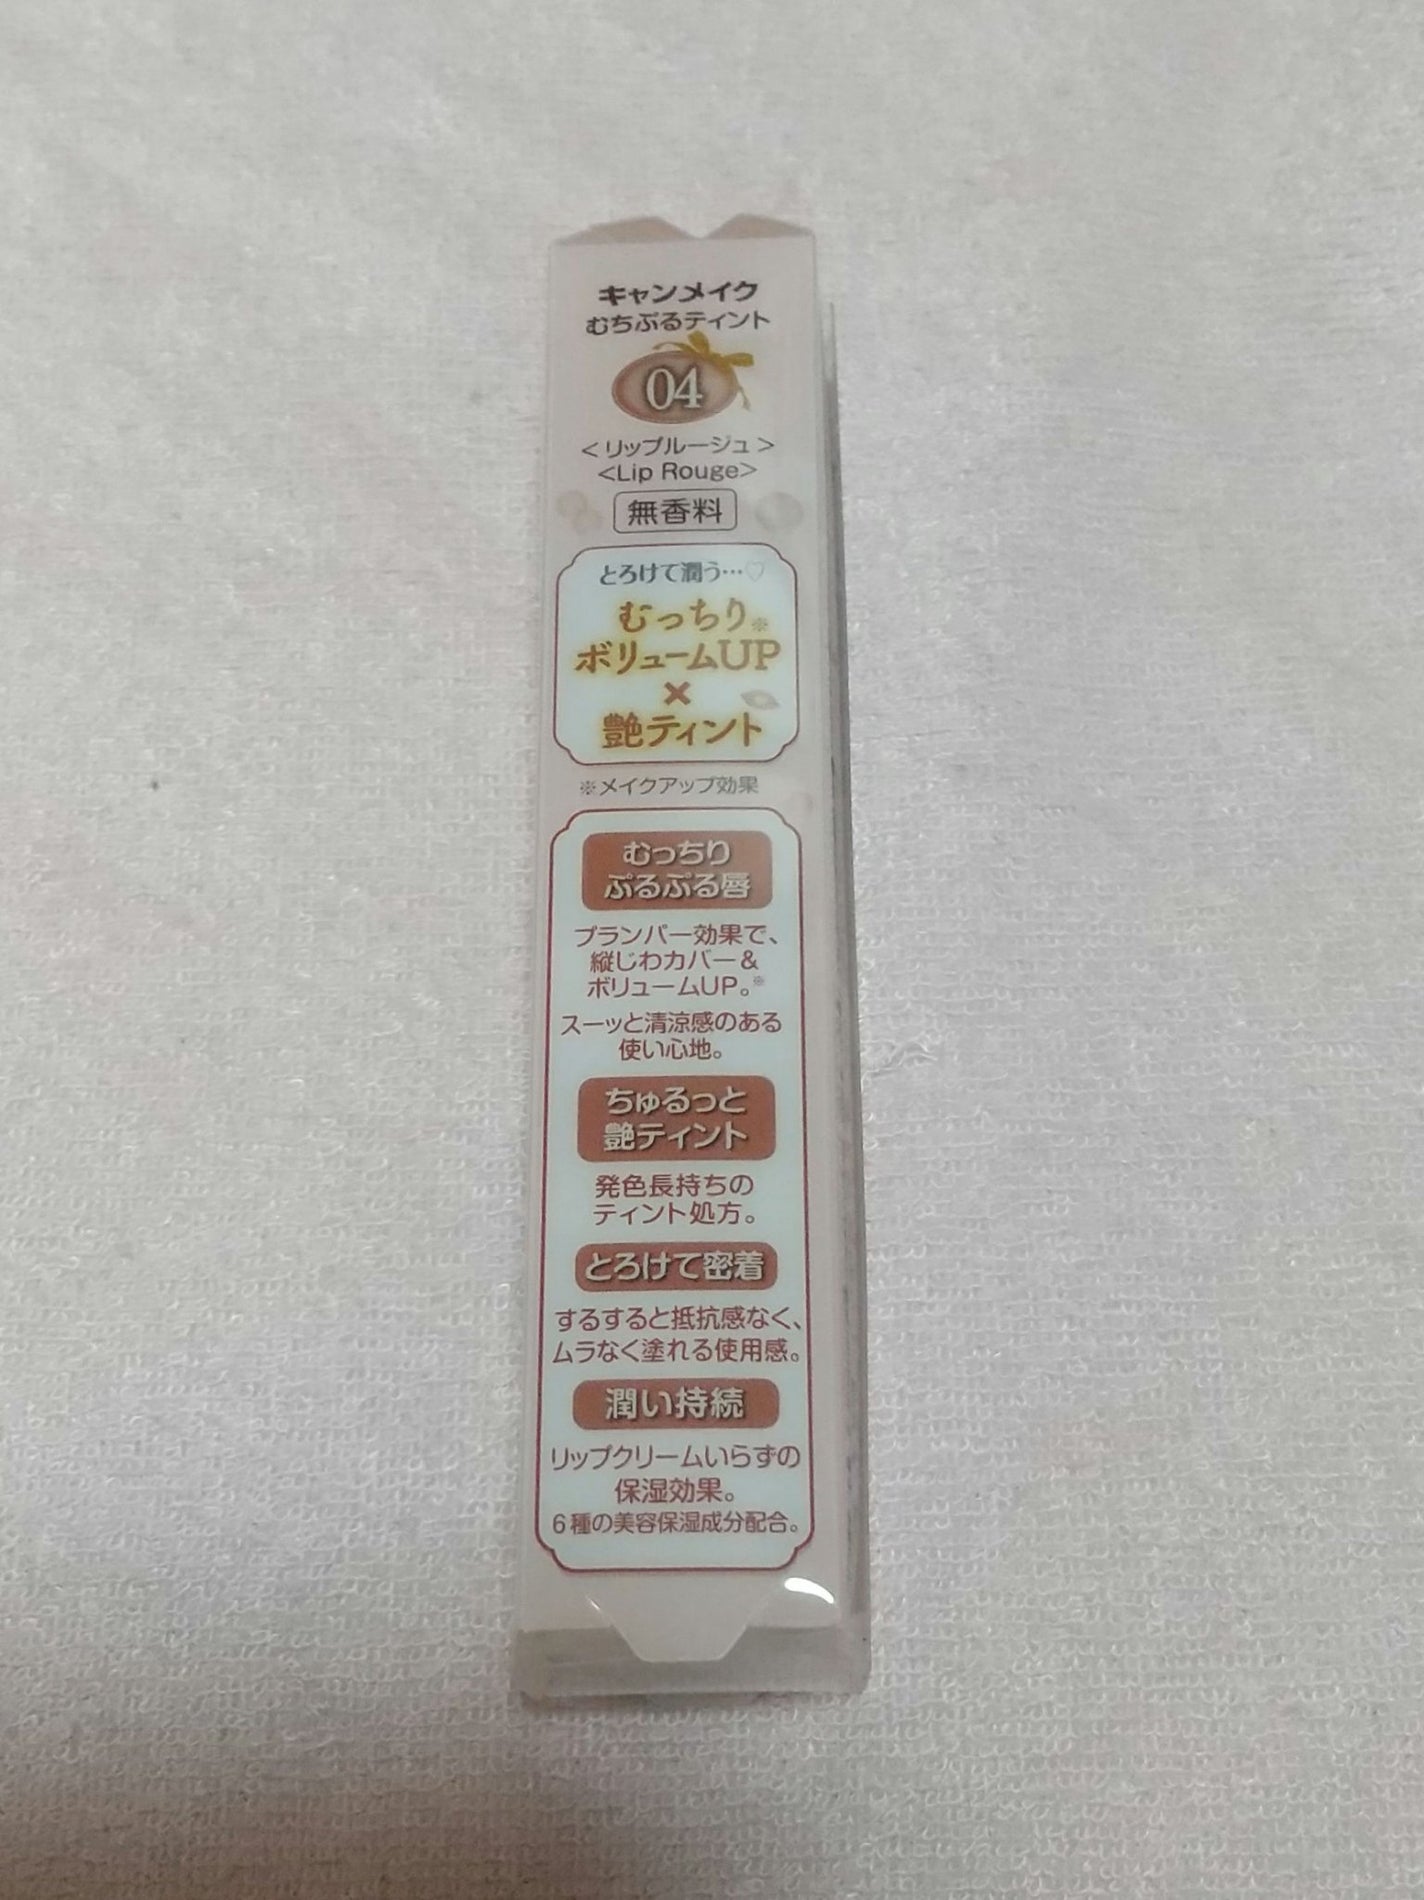 キャンメイク
むちぷるティント
04
<リップルージュ>
<Lip Rouge>
無香料
とろけて潤う…♡
むっちり※
ボリュームUP
×
艶ティント
※メイクアップ効果
むっちり
ぷるぷる唇
プランパー効果で、
縦じわカバー＆
ボリュームUP。※
スーッと清涼感のある
使い心地。
ちゅるっと
艶ティント
発色長持ちの
ティント処方。
とろけて密着
するすると抵抗感なく、
ムラなく塗れる使用感。
潤い持続
リップクリームいらずの
保湿効果。
6種の美容保湿成分配合。